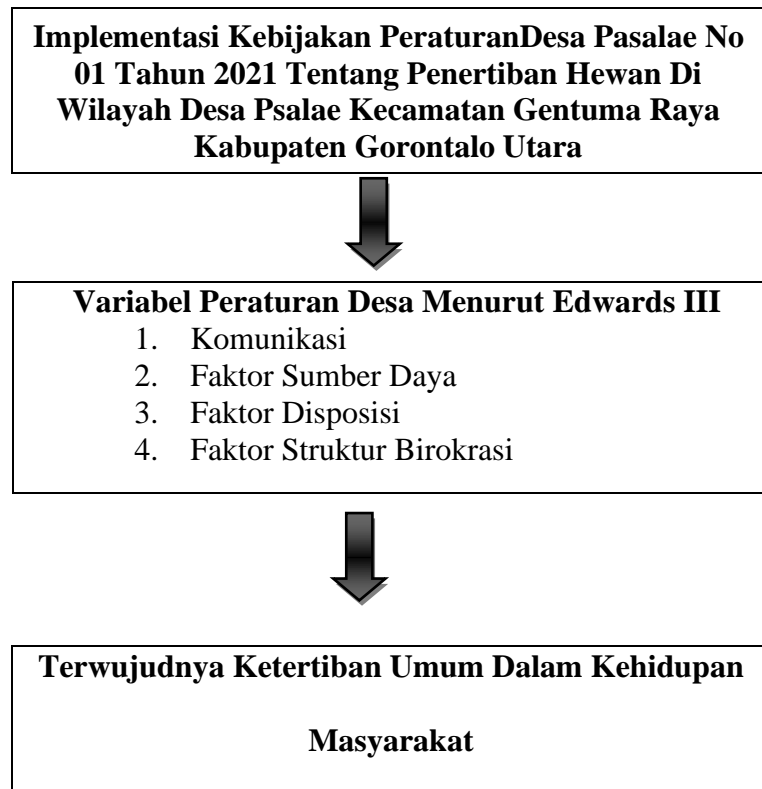 Implementasi Kebijakan PeraturanDesa Pasalae No
01 Tahun 2021 Tentang Penertiban Hewan Di
Wilayah Desa Psalae Kecamatan Gentuma Raya
Kabupaten Gorontalo Utara
Variabel Peraturan Desa Menurut Edwards III
1. Komunikasi
2. Faktor Sumber Daya
3. Faktor Disposisi
4. Faktor Struktur Birokrasi
Terwujudnya Ketertiban Umum Dalam Kehidupan
Masyarakat